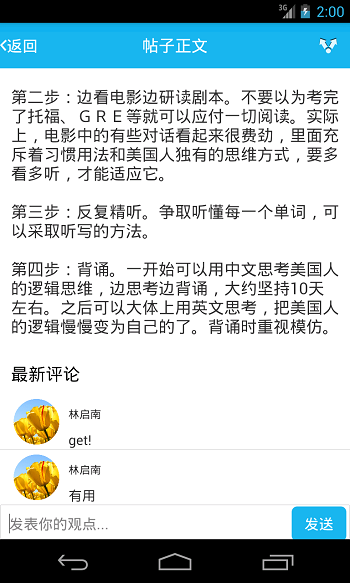 3G 2:00
返回 帖子正文
第二步：边看电影边研读剧本。不要以为考完
了托福、ＧＲＥ等就可以应付一切阅读。实际
上，电影中的有些对话看起来很费劲，里面充
斥着习惯用法和美国人独有的思维方式，要多
看多听，才能适应它。
第三步：反复精听。争取听懂每一个单词，可
以采取听写的方法。
第四步：背诵。一开始可以用中文思考美国人
的逻辑思维，边思考边背诵，大约坚持10天
左右。之后可以大体上用英文思考，把美国人
的逻辑慢慢变为自己的了。背诵时重视模仿。
最新评论
林启南
get!
林启南
有用
发表你的观点... 发送